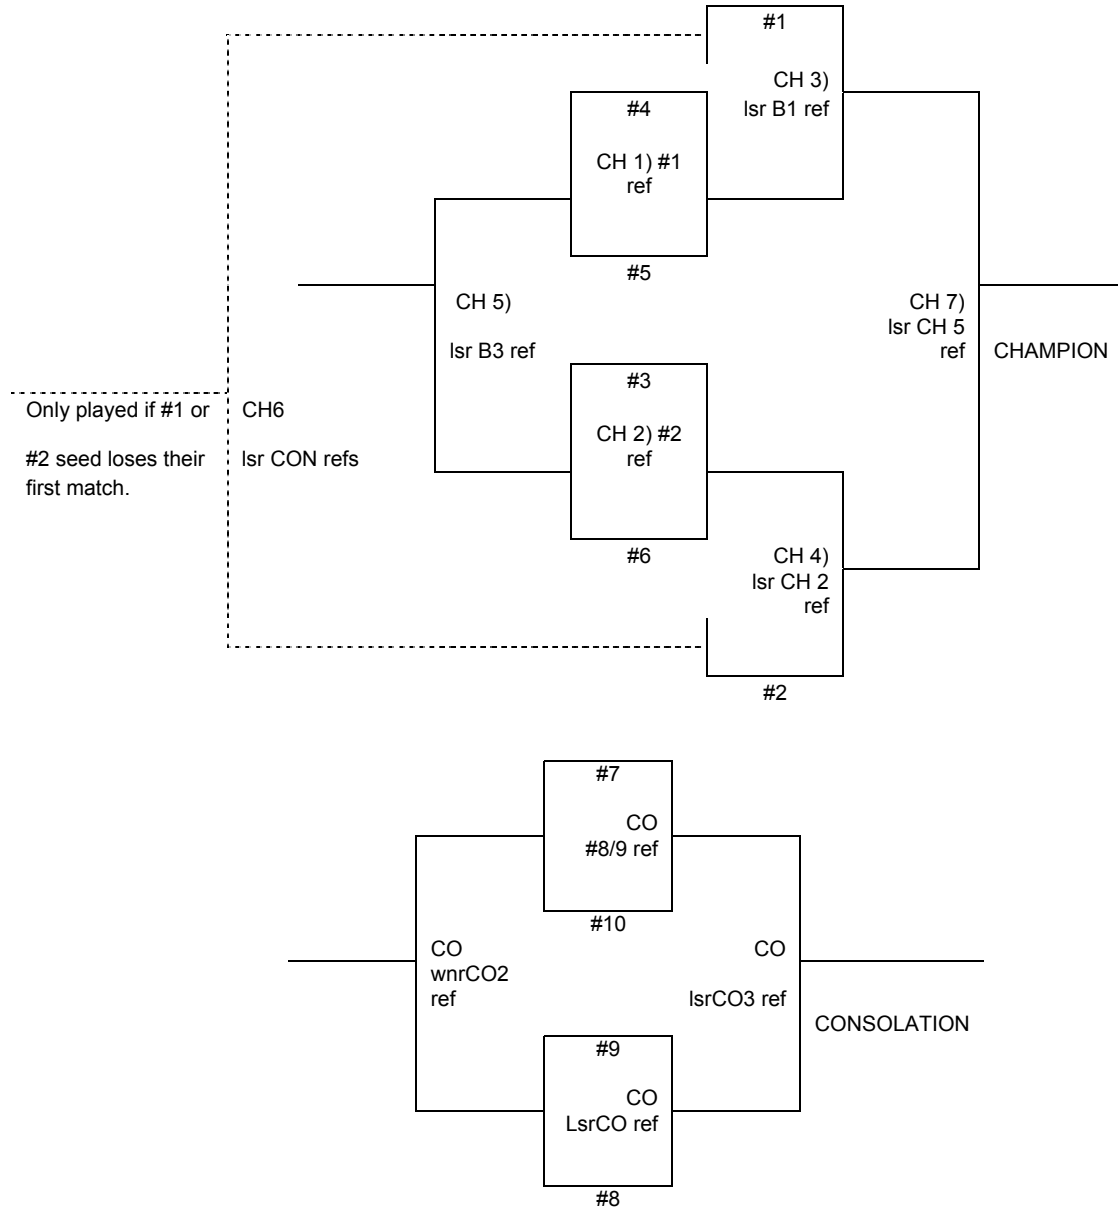 #1
CH 3)
lsr B1 ref
#4
CH 1) #1
ref
#5
CH 5)
lsr B3 ref
CH 7)
lsr CH 5
ref
CHAMPION
#3
CH 2) #2
ref
Only played if #1 or
#2 seed loses their
first match.
CH6
lsr CON refs
#6
CH 4)
lsr CH 2
ref
#2
#7
CO
#8/9 ref
#10
CO
wnrCO2
ref
CO
lsrCO3 ref
CONSOLATION
#9
CO
LsrCO ref
#8